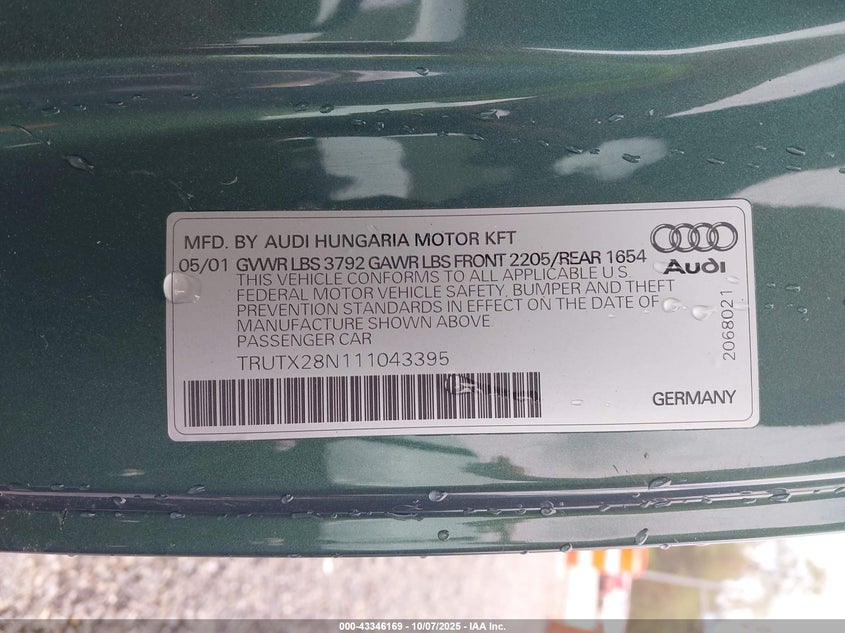 MFD. BY AUDI HUNGARIA MOTOR KFT
05/01 GVWR LBS 3792 GAWR LBS FRONT 2205/REAR 1654
THIS VEHICLE CONFORMS TO ALL APPLICABLE U.S.
FEDERAL MOTOR VEHICLE SAFETY, BUMPER AND THEFT
PREVENTION STANDARDS IN EFFECT ON THE DATE OF
MANUFACTURE SHOWN ABOVE.
PASSENGER CAR
TRUTX28N111043395
Audi
2068021
GERMANY
000-43346169 - 10/07/2025 - IAA Inc.